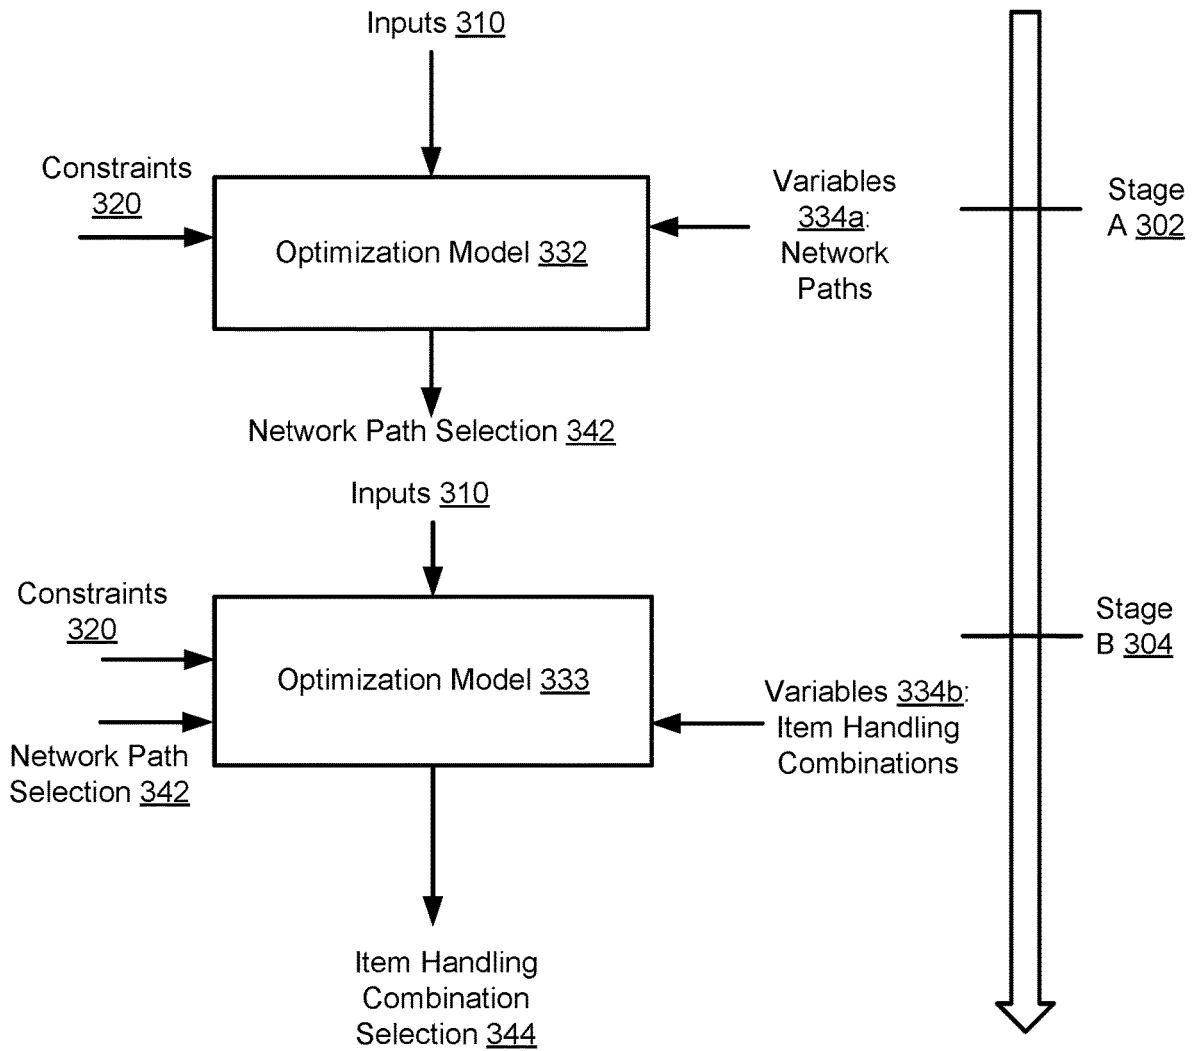 Inputs 310
Constraints
320
Optimization Model 332
Variables
334a:
Network
Paths
Stage
A 302
Network Path Selection 342
Inputs 310
Constraints
320
Optimization Model 333
Network Path
Selection 342
Variables 334b:
Item Handling
Combinations
Stage
B 304
Item Handling
Combination
Selection 344